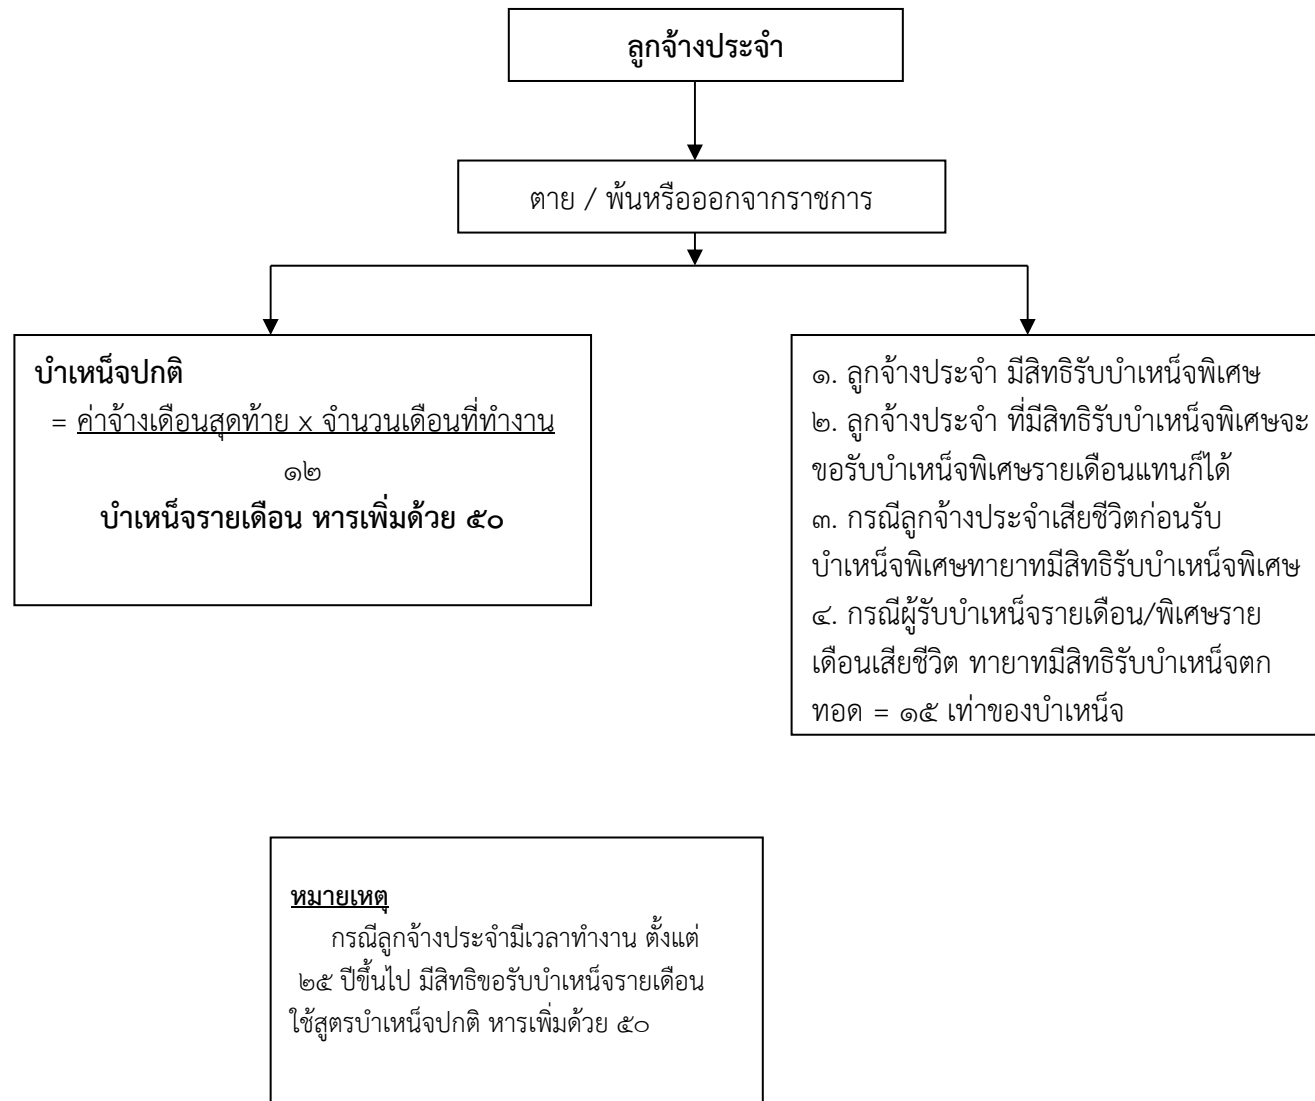 ลูกจ้างประจำ
ตาย / พ้นหรือออกจากราชการ
บำเหน็จปกติ
= ค่าจ้างเดือนสุดท้าย x จำนวนเดือนที่ทำงาน
๑๒
บำเหน็จรายเดือน หารเพิ่มด้วย ๕๐
๑. ลูกจ้างประจำ มีสิทธิรับบำเหน็จพิเศษ
๒. ลูกจ้างประจำ ที่มีสิทธิรับบำเหน็จพิเศษจะ
ขอรับบำเหน็จพิเศษรายเดือนแทนก็ได้
๓. กรณีลูกจ้างประจำเสียชีวิตก่อนรับ
บำเหน็จพิเศษทายาทมีสิทธิรับบำเหน็จพิเศษ
๔. กรณีผู้รับบำเหน็จรายเดือน/พิเศษราย
เดือนเสียชีวิต ทายาทมีสิทธิรับบำเหน็จตก
ทอด = ๑๕ เท่าของบำเหน็จ
หมายเหตุ
กรณีลูกจ้างประจำมีเวลาทำงาน ตั้งแต่
๒๕ ปีขึ้นไป มีสิทธิขอรับบำเหน็จรายเดือน
ใช้สูตรบำเหน็จปกติ หารเพิ่มด้วย ๕๐